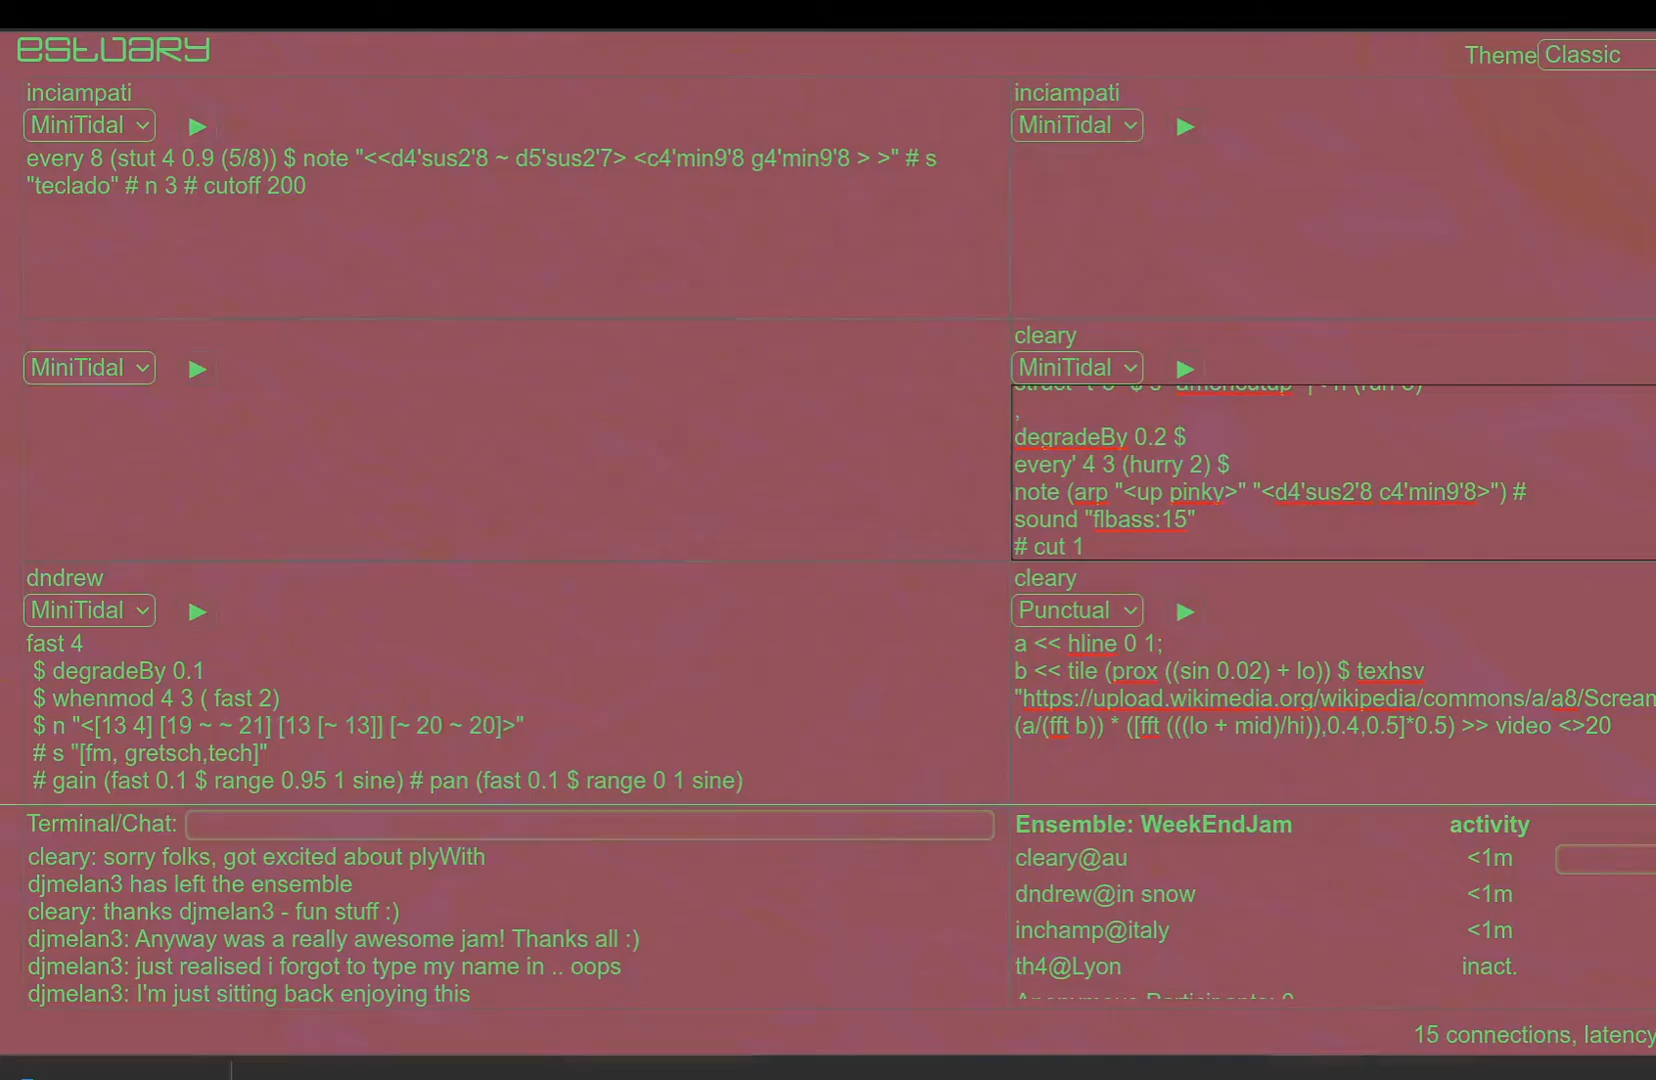 estuary
Theme Classic
inciampati
MiniTidal
every 8 (stut 4 0.9 (5/8)) $ note "<<d4'sus2'8 ~ d5'sus2'7> <c4'min9'8 g4'min9'8 > >" # s
"teclado" # n 3 # cutoff 200
inciampati
MiniTidal
MiniTidal
cleary
MiniTidal
,
degradeBy 0.2 $
every' 4 3 (hurry 2) $
note (arp "<up pinky>" "<d4'sus2'8 c4'min9'8>") #
sound "flbass:15"
# cut 1
dndrew
MiniTidal
fast 4
$ degradeBy 0.1
$ whenmod 4 3 ( fast 2)
$ n "<[13 4] [19 ~ ~ 21] [13 [~ 13]] [~ 20 ~ 20]>"
# s "[fm, gretsch,tech]"
# gain (fast 0.1 $ range 0.95 1 sine) # pan (fast 0.1 $ range 0 1 sine)
cleary
Punctual
a << hline 0 1;
b << tile (prox ((sin 0.02) + lo)) $ texhsv
"https://upload.wikimedia.org/wikipedia/commons/a/a8/Scream
(a/(fft b)) * ([fft (((lo + mid)/hi)),0.4,0.5]*0.5) >> video <>20
Terminal/Chat:
cleary: sorry folks, got excited about plyWith
djmelan3 has left the ensemble
cleary: thanks djmelan3 - fun stuff :)
djmelan3: Anyway was a really awesome jam! Thanks all :)
djmelan3: just realised i forgot to type my name in .. oops
djmelan3: I'm just sitting back enjoying this
Ensemble: WeekEndJam activity
cleary@au <1m
dndrew@in snow <1m
inchamp@italy <1m
th4@Lyon inact.
Anonymous Participants:
15 connections, latency